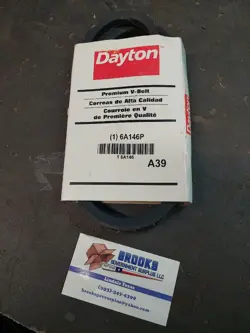 Dayton
Premium V-Belt
Correas de Alta Calidad
Courroie en V
de Première Qualité
(1) 6A146P
1 6A146
A39
BROOKS
GOVERNMENT SURPLUS LLC